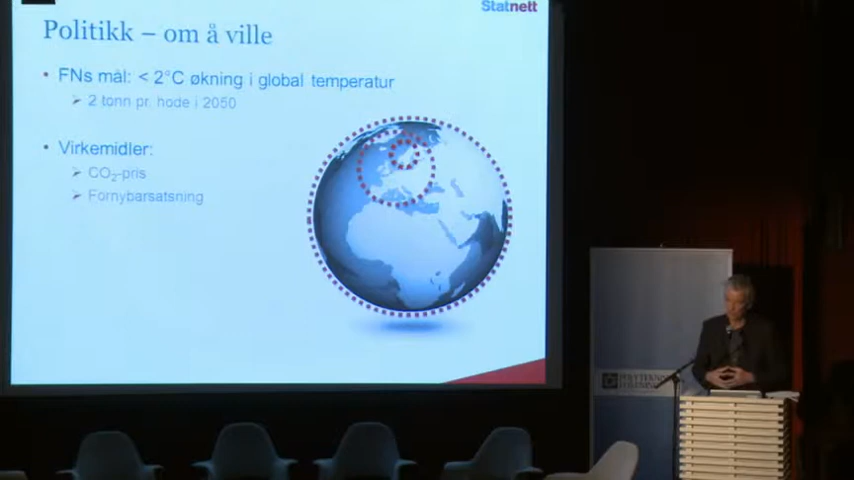 Statnett
Politikk – om å ville
• FNs mål: < 2°C økning i global temperatur
➢ 2 tonn pr. hode i 2050
• Virkemidler:
➢ CO₂-pris
➢ Fornybarsatsning